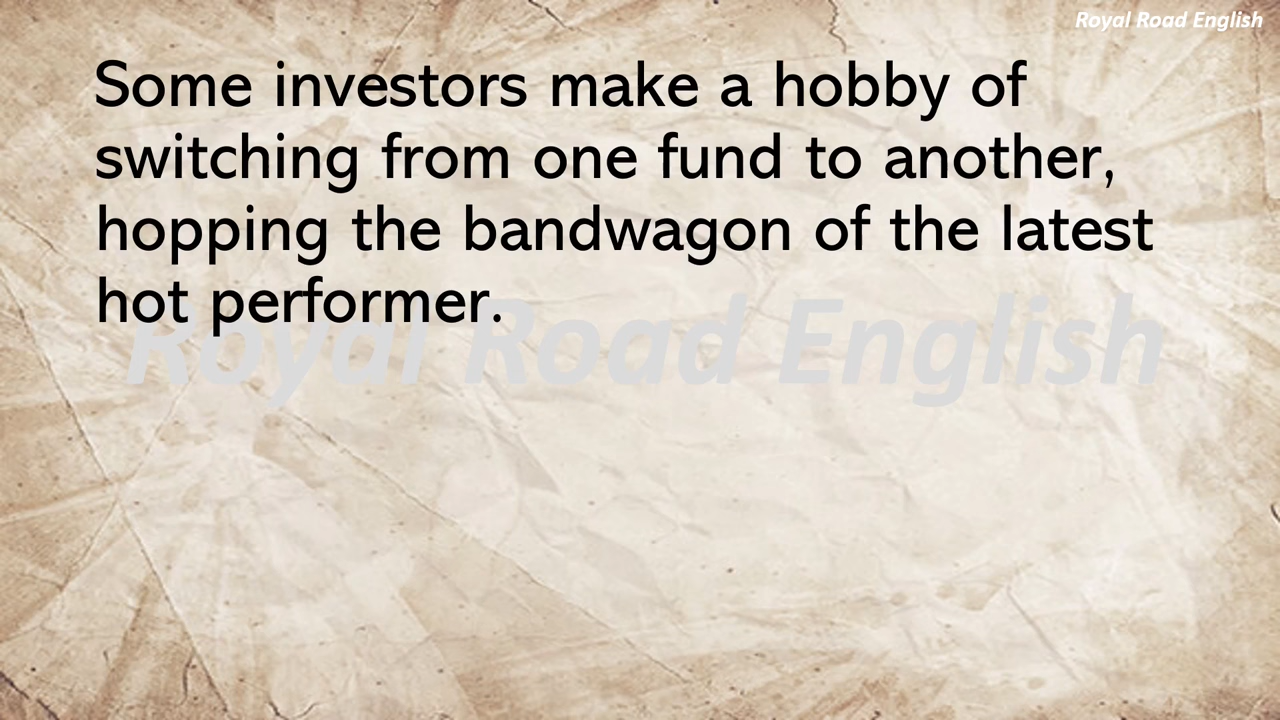 Royal Road English
Some investors make a hobby of
switching from one fund to another,
hopping the bandwagon of the latest
hot performer.
Royal Road English